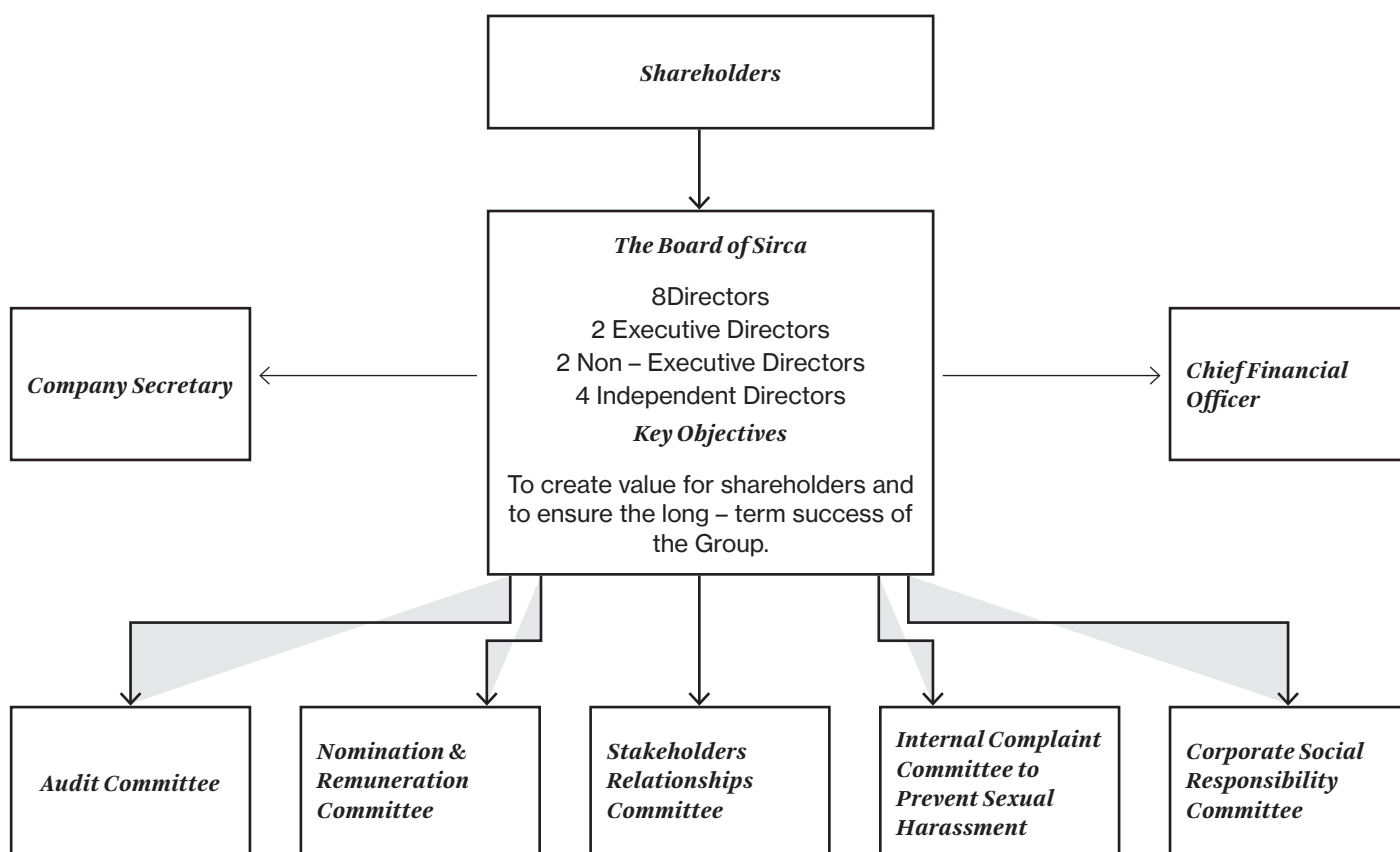 Shareholders
The Board of Sirca
8Directors
2 Executive Directors
2 Non – Executive Directors
4 Independent Directors
Key Objectives
To create value for shareholders and
to ensure the long – term success of
the Group.
Company Secretary
Chief Financial
Officer
Audit Committee
Nomination &
Remuneration
Committee
Stakeholders
Relationships
Committee
Internal Complaint
Committee to
Prevent Sexual
Harassment
Corporate Social
Responsibility
Committee